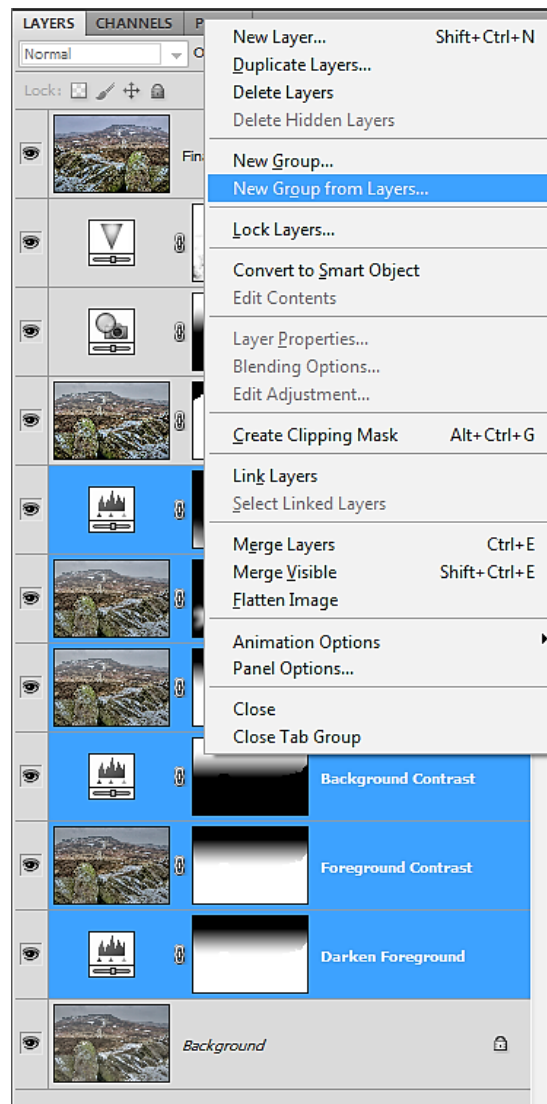 LAYERS
CHANNELS
P
Normal
O
Lock:
Fin
New Layer... Shift+Ctrl+N
Duplicate Layers...
Delete Layers
Delete Hidden Layers
New Group...
New Group from Layers...
Lock Layers...
Convert to Smart Object
Edit Contents
Layer Properties...
Blending Options...
Edit Adjustment...
Create Clipping Mask Alt+Ctrl+G
Link Layers
Select Linked Layers
Merge Layers Ctrl+E
Merge Visible Shift+Ctrl+E
Flatten Image
Animation Options
Panel Options...
Close
Close Tab Group
Background Contrast
Foreground Contrast
Darken Foreground
Background